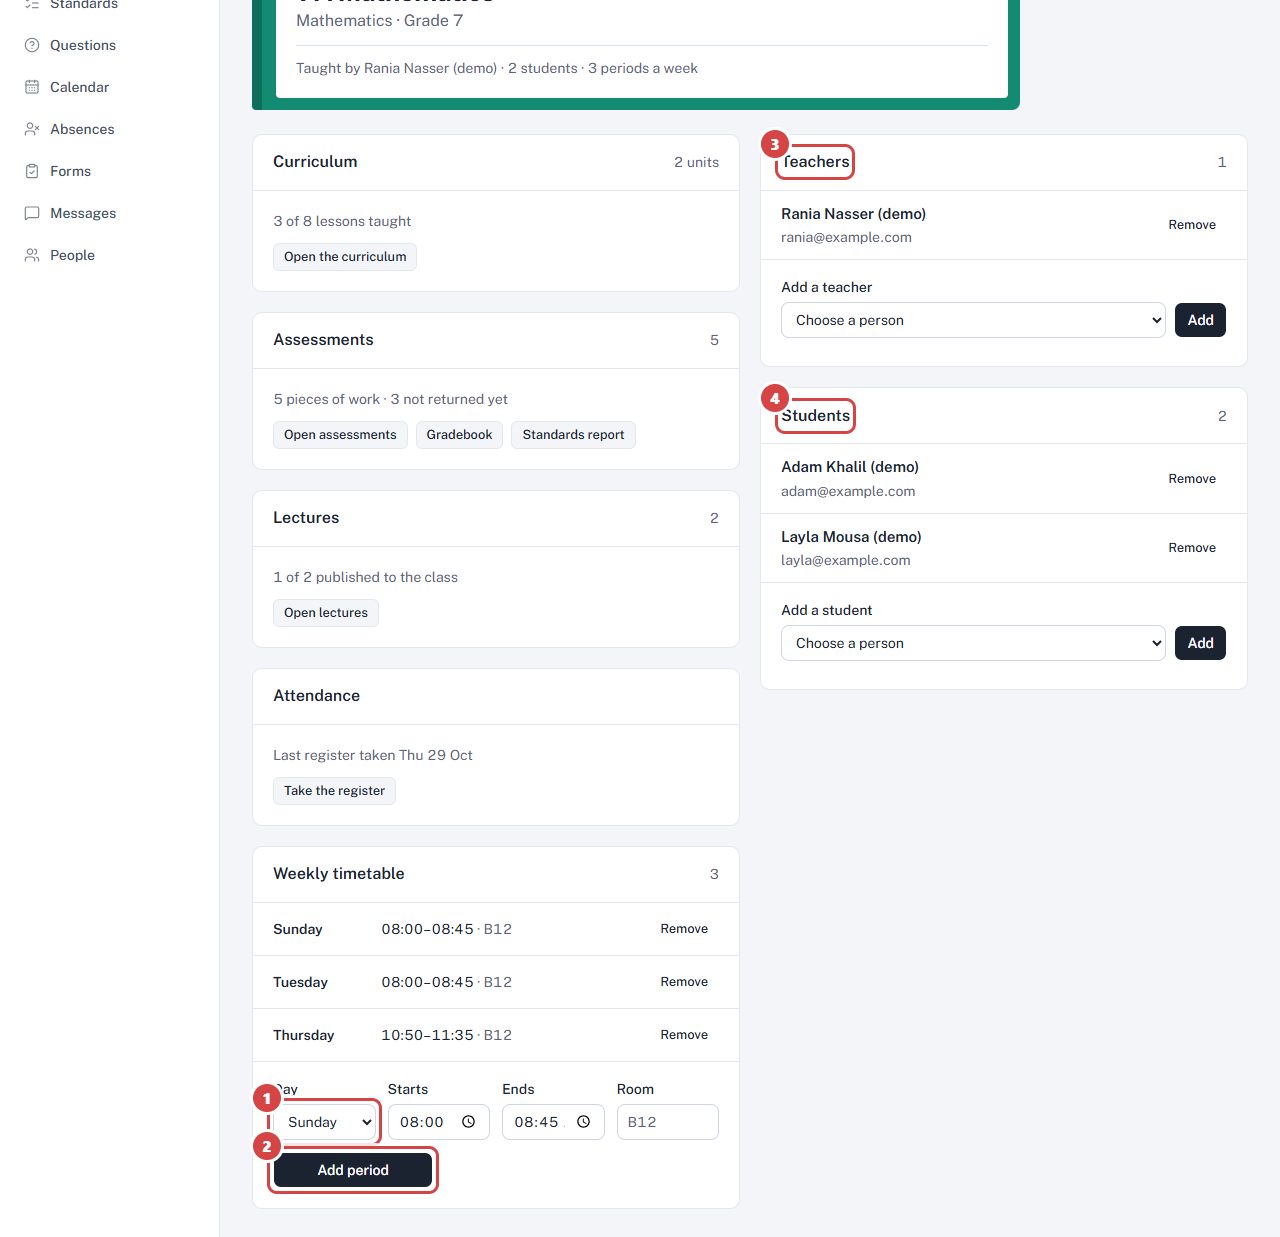 Standards
Questions
Calendar
Absences
Forms
Messages
People
Mathematics · Grade 7
Taught by Rania Nasser (demo) · 2 students · 3 periods a week
Curriculum
2 units
3 of 8 lessons taught
Open the curriculum
Assessments
5
5 pieces of work · 3 not returned yet
Open assessments
Gradebook
Standards report
Lectures
2
1 of 2 published to the class
Open lectures
Attendance
Last register taken Thu 29 Oct
Take the register
Weekly timetable
3
Sunday
08:00–08:45 · B12
Remove
Tuesday
08:00–08:45 · B12
Remove
Thursday
10:50–11:35 · B12
Remove
Day
Starts
Ends
Room
1
Sunday
08:00
08:45
B12
2
Add period
3
Teachers
1
Rania Nasser (demo)
rania@example.com
Remove
Add a teacher
Choose a person
Add
4
Students
2
Adam Khalil (demo)
adam@example.com
Remove
Layla Mousa (demo)
layla@example.com
Remove
Add a student
Choose a person
Add